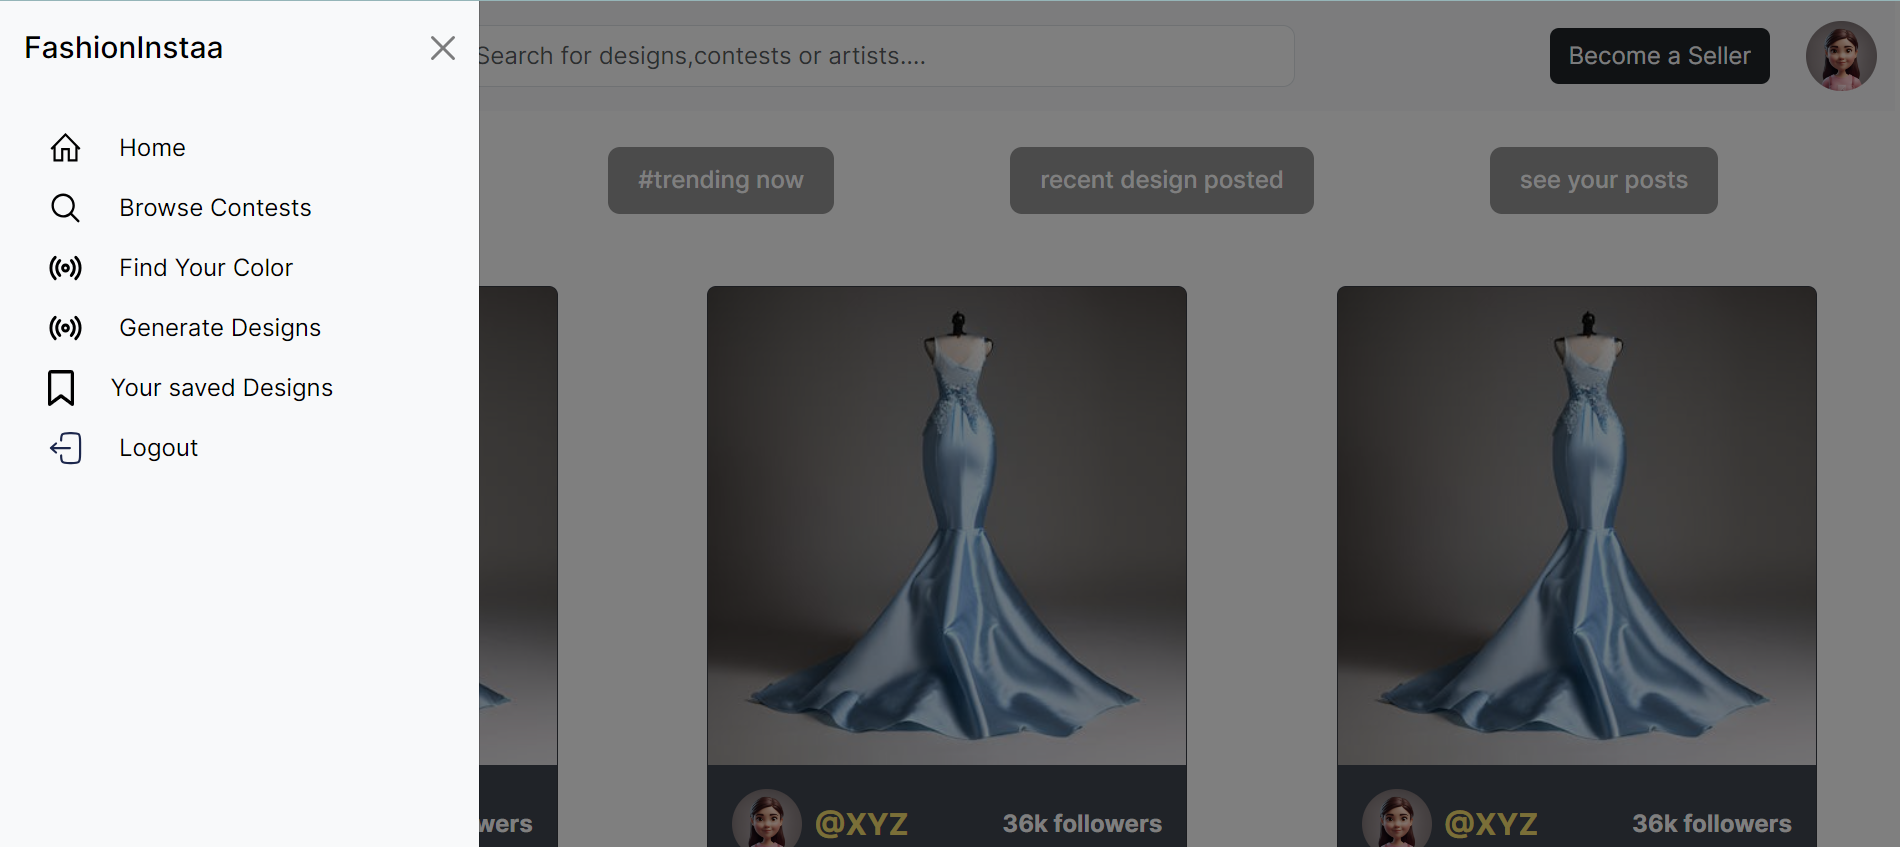 FashionInstaa
Search for designs,contests or artists....
Become a Seller
Home
Browse Contests
Find Your Color
Generate Designs
Your saved Designs
Logout
#trending now
recent design posted
see your posts
@XYZ
36k followers
@XYZ
36k followers